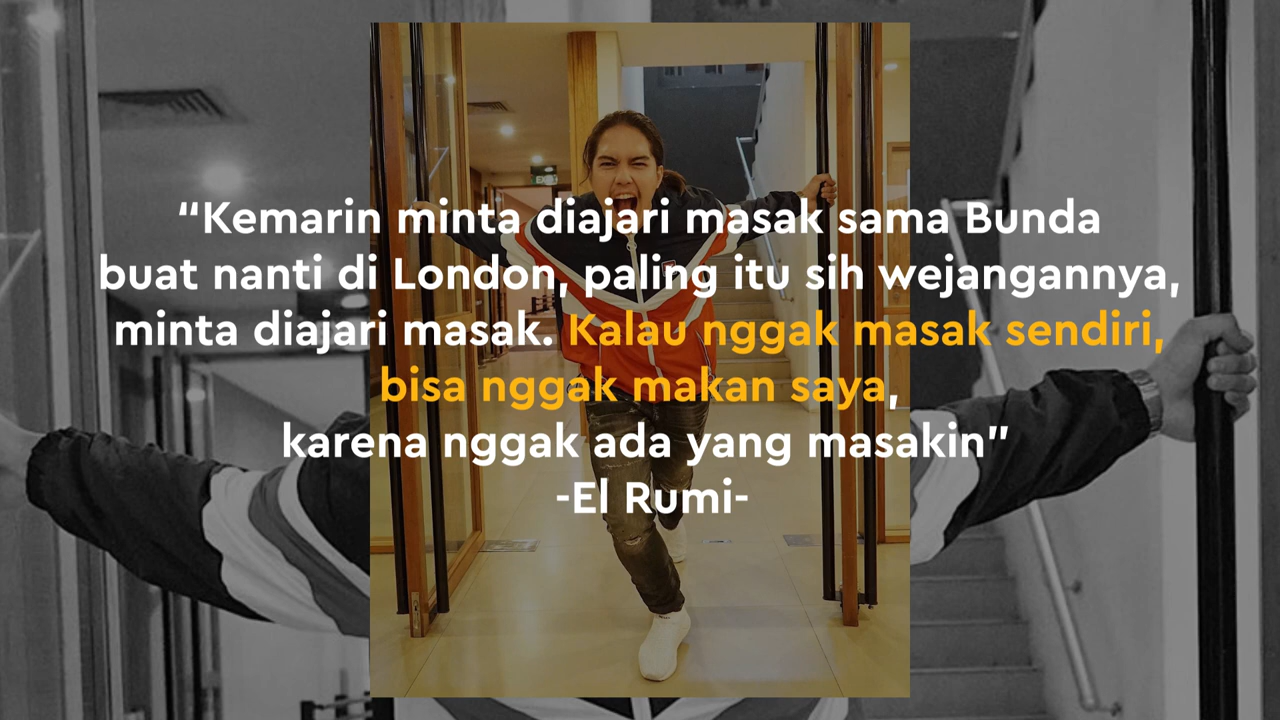 “Kemarin minta diajari masak sama Bunda
buat nanti di London, paling itu sih wejangannya,
minta diajari masak. Kalau nggak masak sendiri,
bisa nggak makan saya,
karena nggak ada yang masakin”
-El Rumi-